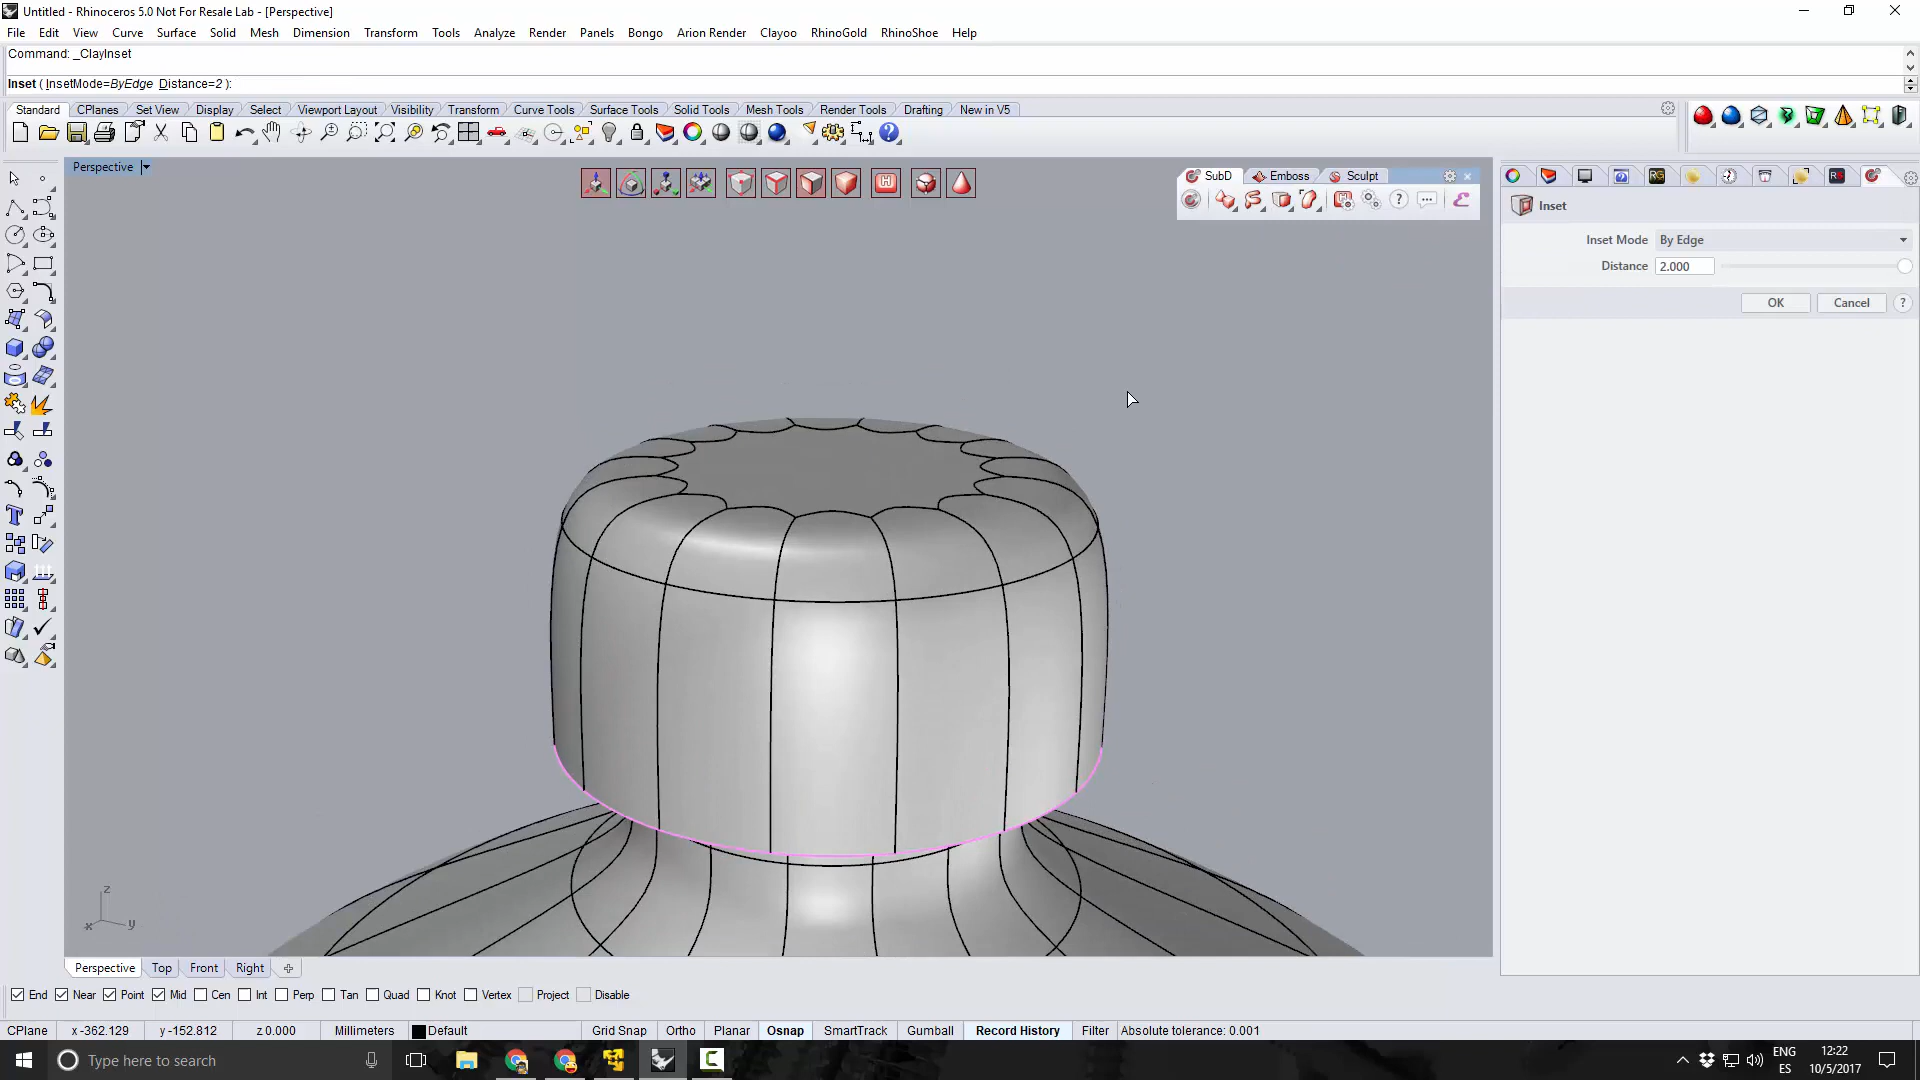 Untitled - Rhinoceros 5.0 Not For Resale Lab - [Perspective]
File Edit View Curve Surface Solid Mesh Dimension Transform Tools Analyze Render Panels Bongo Arion Render Clayoo RhinoGold RhinoShoe Help
Command: _ClayInset
Inset ( InsetMode=ByEdge Distance=2 ):
Standard CPlanes Set View Display Select Viewport Layout Visibility Transform Curve Tools Surface Tools Solid Tools Mesh Tools Render Tools Drafting New in V5
Perspective
SubD Emboss Sculpt
Inset
Inset Mode By Edge
Distance 2.000
OK Cancel ?
z
x y
Perspective Top Front Right
End Near Point Mid Cen Int Perp Tan Quad Knot Vertex Project Disable
CPlane x -362.129 y -152.812 z 0.000 Millimeters Default Grid Snap Ortho Planar Osnap SmartTrack Gumball Record History Filter Absolute tolerance: 0.001
Type here to search
ENG
ES
12:22
10/5/2017